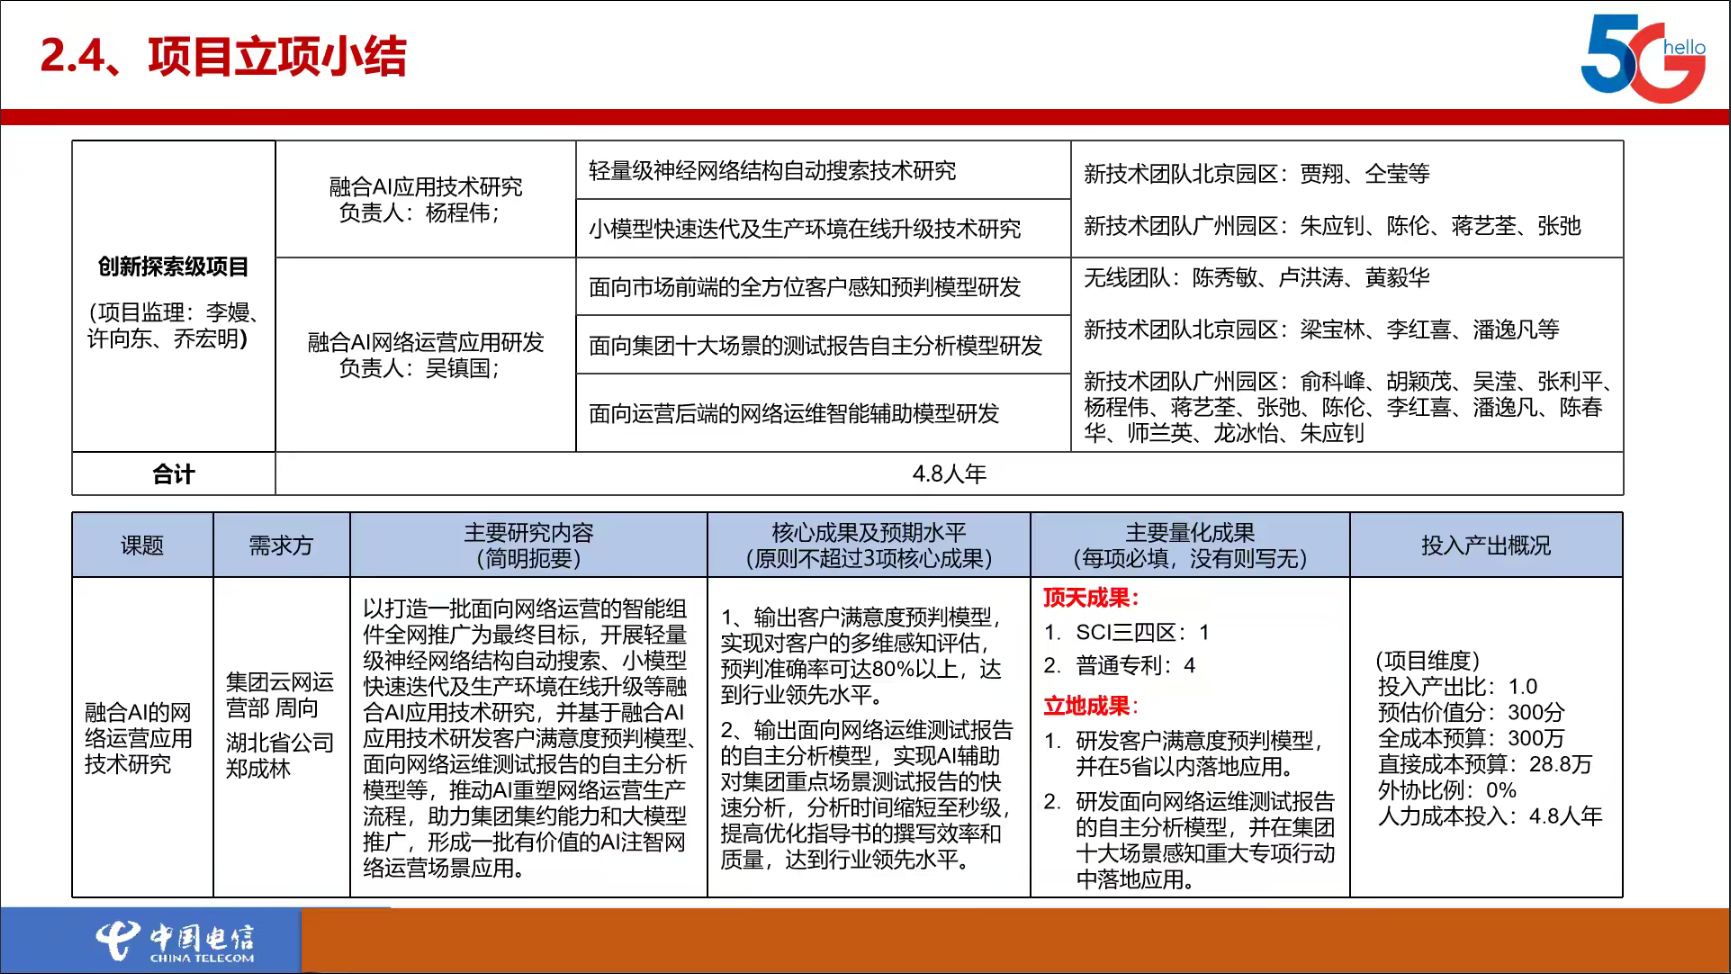 2.4、项目立项小结
5G hello
创新探索级项目
（项目监理：李嫚、
许向东、乔宏明）
融合AI应用技术研究
负责人：杨程伟；
轻量级神经网络结构自动搜索技术研究
小模型快速迭代及生产环境在线升级技术研究
新技术团队北京园区：贾翔、仝莹等
新技术团队广州园区：朱应钊、陈伦、蒋艺荃、张弛
融合AI网络运营应用研发
负责人：吴镇国；
面向市场前端的全方位客户感知预判模型研发
面向集团十大场景的测试报告自主分析模型研发
面向运营后端的网络运维智能辅助模型研发
无线团队：陈秀敏、卢洪涛、黄毅华
新技术团队北京园区：梁宝林、李红喜、潘逸凡等
新技术团队广州园区：俞科峰、胡颖茂、吴滢、张利平、
杨程伟、蒋艺荃、张弛、陈伦、李红喜、潘逸凡、陈春
华、师兰英、龙冰怡、朱应钊
合计
4.8人年
课题
需求方
主要研究内容
（简明扼要）
核心成果及预期水平
（原则不超过3项核心成果）
主要量化成果
（每项必填，没有则写无）
投入产出概况
融合AI的网
络运营应用
技术研究
集团云网运
营部 周向
湖北省公司
郑成林
以打造一批面向网络运营的智能组
件全网推广为最终目标，开展轻量
级神经网络结构自动搜索、小模型
快速迭代及生产环境在线升级等融
合AI应用技术研究，并基于融合AI
应用技术研发客户满意度预判模型、
面向网络运维测试报告的自主分析
模型等，推动AI重塑网络运营生产
流程，助力集团集约能力和大模型
推广，形成一批有价值的AI注智网
络运营场景应用。
1、输出客户满意度预判模型，
实现对客户的多维感知评估，
预判准确率可达80%以上，达
到行业领先水平。
2、输出面向网络运维测试报告
的自主分析模型，实现AI辅助
对集团重点场景测试报告的快
速分析，分析时间缩短至秒级，
提高优化指导书的撰写效率和
质量，达到行业领先水平。
顶天成果：
1. SCI三四区：1
2. 普通专利：4
立地成果：
1. 研发客户满意度预判模型，
并在5省以内落地应用。
2. 研发面向网络运维测试报告
的自主分析模型，并在集团
十大场景感知重大专项行动
中落地应用。
（项目维度）
投入产出比：1.0
预估价值分：300分
全成本预算：300万
直接成本预算：28.8万
外协比例：0%
人力成本投入：4.8人年
中国电信
CHINA TELECOM